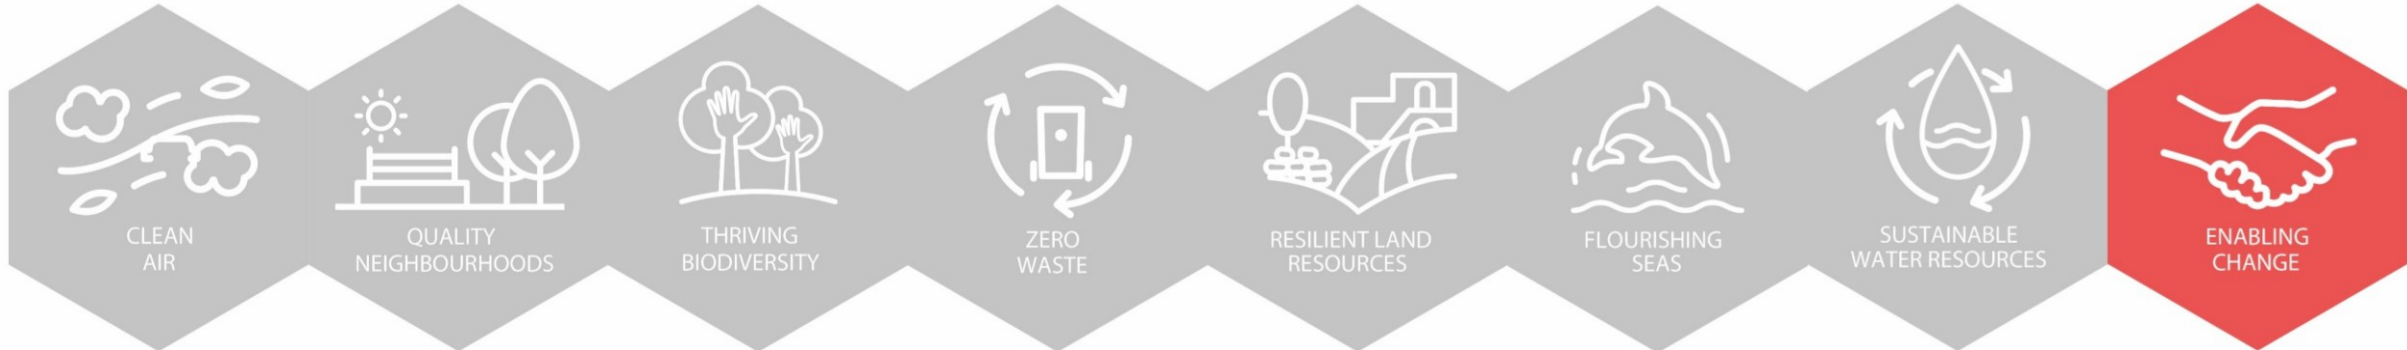 CLEAN
AIR
QUALITY
NEIGHBOURHOODS
THRIVING
BIODIVERSITY
ZERO
WASTE
RESILIENT LAND
RESOURCES
FLOURISHING
SEAS
SUSTAINABLE
WATER RESOURCES
ENABLING
CHANGE